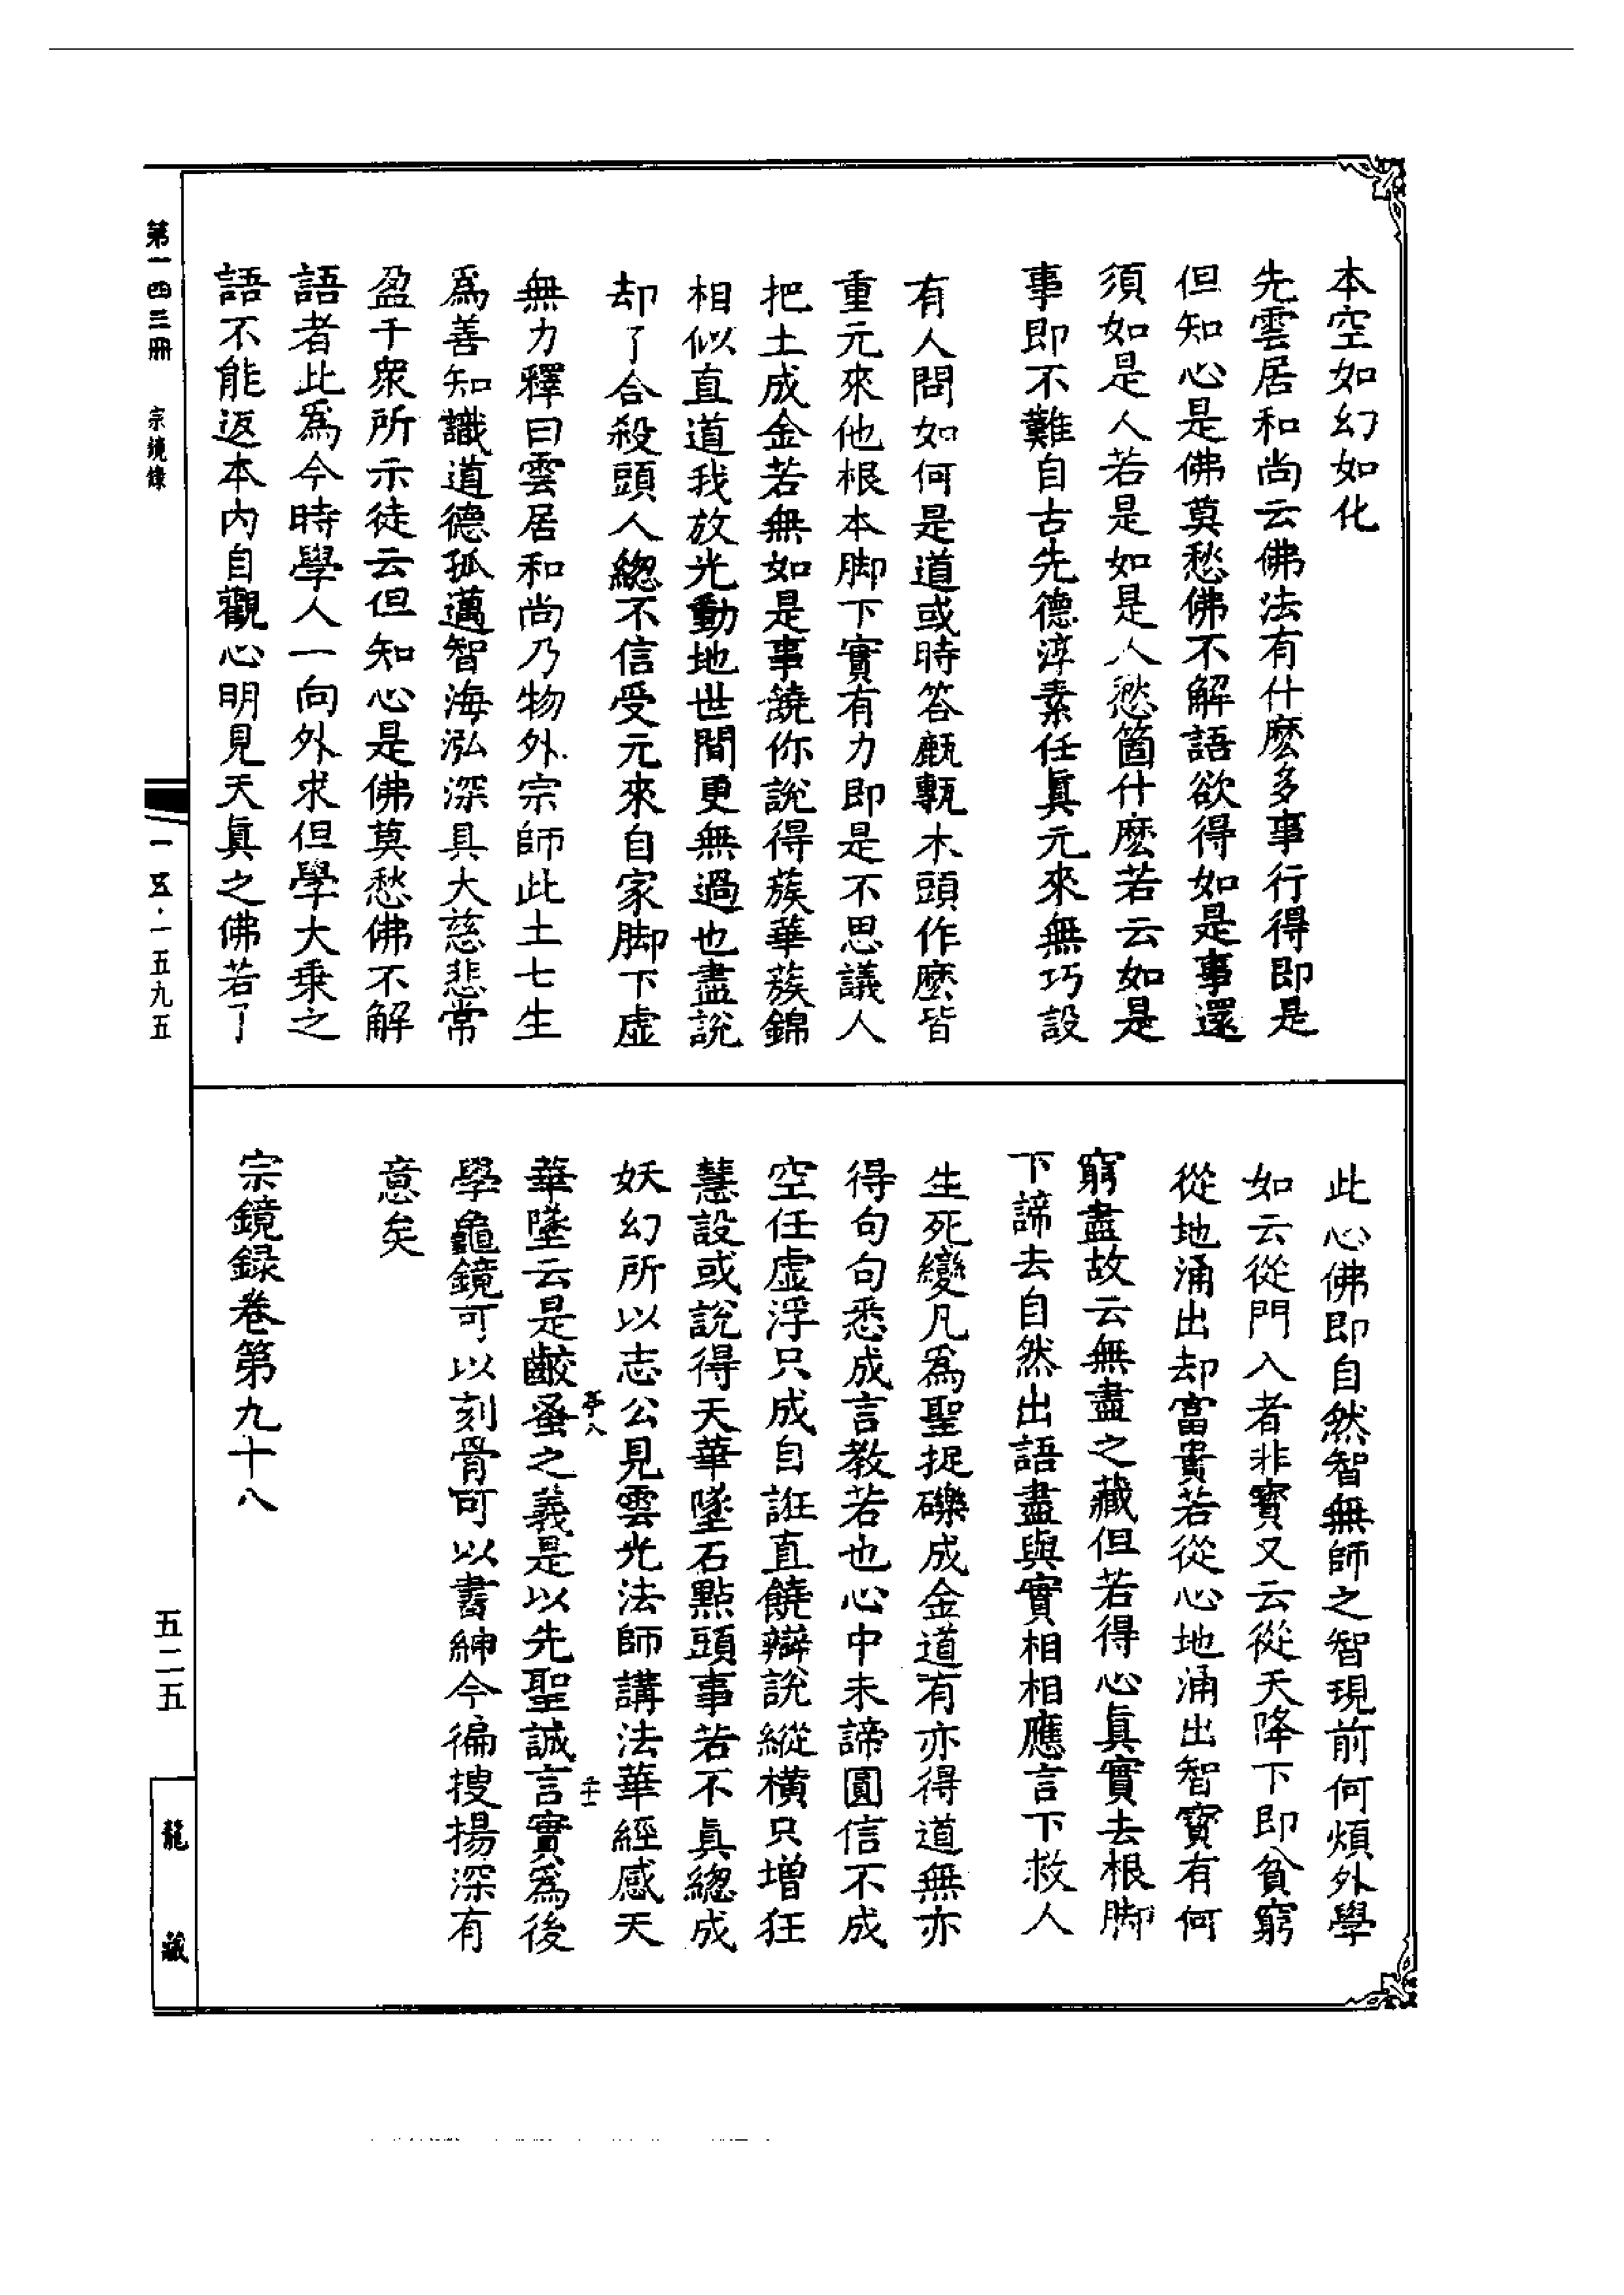 本空如幻如化
先雲居和尚云佛法有什麽多事行得即是
但知心是佛莫愁佛不解語欲得如是事還
須如是人若是如是人愁箇什麽若云如是
事即不難自古先德淳素任眞元來無巧設
有人問如何是道或時答㼾甎木頭作麽皆
重元來他根本脚下實有力即是不思議人
把土成金若無如是事饒你說得蔟華蔟錦
相似直道我放光動地世間更無過也盡說
却了合殺頭人緫不信受元來自家脚下虛
無力釋曰雲居和尚乃物外宗師此土七生
爲善知識道德孤邁智海泓深具大慈悲常
盈千衆所示徒云但知心是佛莫愁佛不解
語者此爲今時學人一向外求但學大乘之
語不能返本內自觀心明見天眞之佛若了
此心佛即自然智無師之智現前何煩外學
如云從門入者非寶又云從天降下即貧窮
從地涌出却富貴若從心地涌出智寶有何
窮盡故云無盡之藏但若得心眞實去根脚
下諦去自然出語盡與實相相應言下救人
生死變凡爲聖捉礫成金道有亦得道無亦
得句句悉成言教若也心中未諦圓信不成
空任虛浮只成自誑直饒辯說縱橫只增狂
慧設或說得天華墜石點頭事若不眞緫成
妖幻所以志公見雲光法師講法華經感天
華墜云是齩蚤之義是以先聖誠言實爲後
學龜鏡可以刻骨可以書紳今徧搜揚深有
意矣
宗鏡録卷第九十八
第一四三冊 宗鏡錄
一五·一五九五
五二五
龍藏